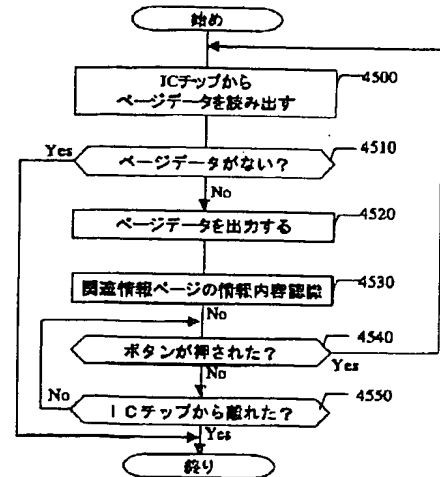 始め
ICチップから
ページデータを読み出す
4500
Yes
ページデータがない？
4510
No
ページデータを出力する
4520
関連情報ページの情報内容認識
4530
No
ボタンが押された？
4540
Yes
No
No
ＩＣチップから離れた？
4550
Yes
終り